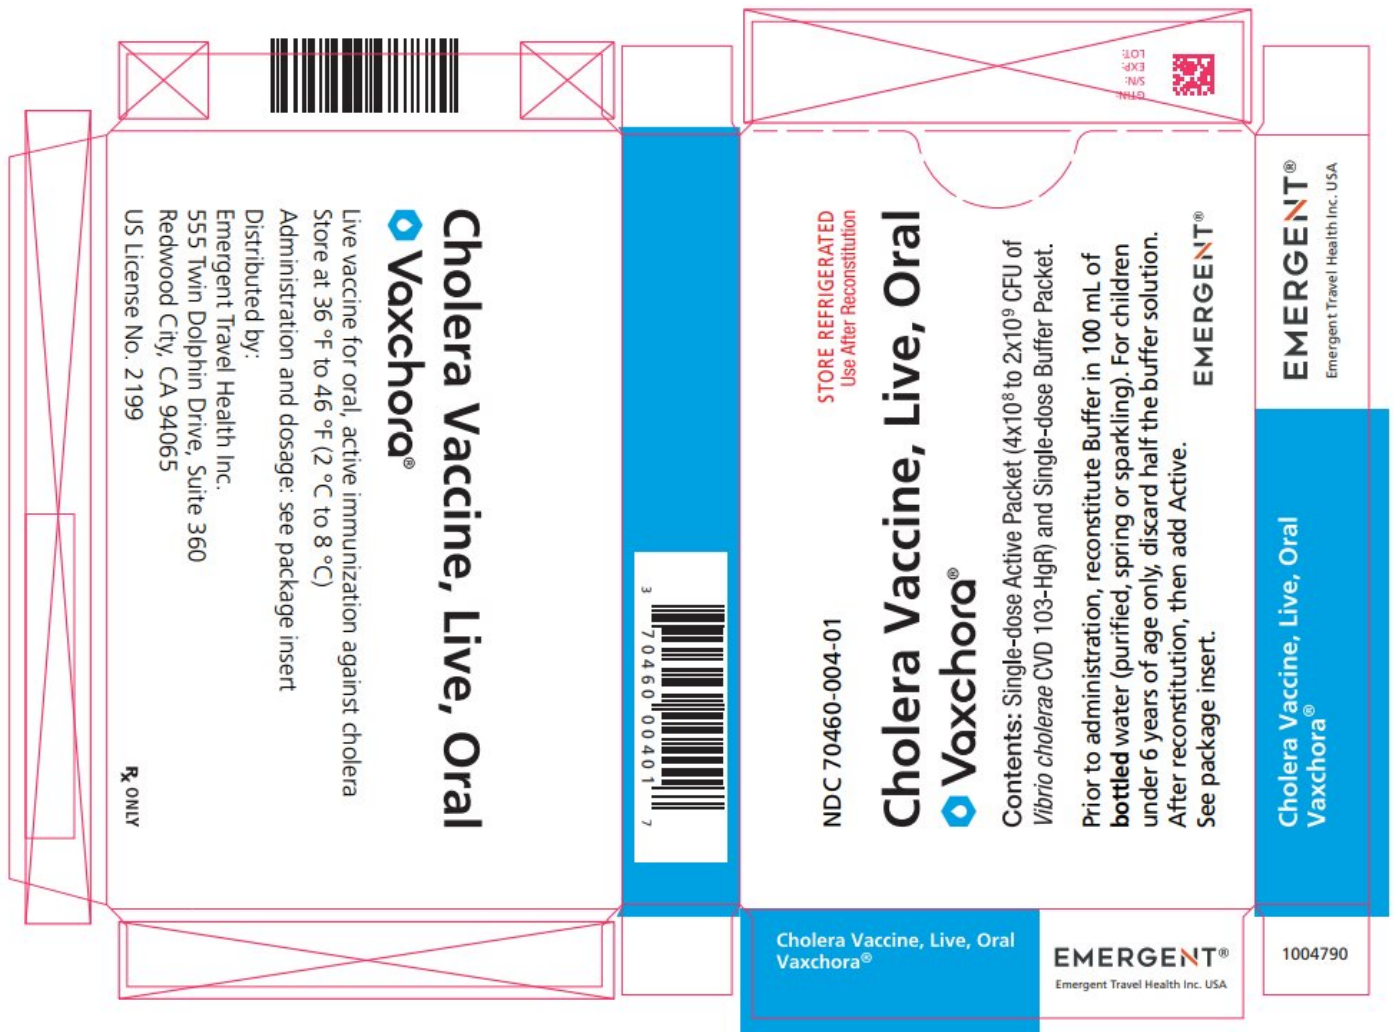 Cholera Vaccine, Live, Oral
Vaxchora®
Live vaccine for oral, active immunization against cholera
Store at 36 °F to 46 °F (2 °C to 8 °C)
Administration and dosage: see package insert
Distributed by:
Emergent Travel Health Inc.
555 Twin Dolphin Drive, Suite 360
Redwood City, CA 94065
US License No. 2199
Rx ONLY
3 70460 00401 7
GTIN:
S/N:
EXP:
LOT:
NDC 70460-004-01
STORE REFRIGERATED
Use After Reconstitution
Cholera Vaccine, Live, Oral
Vaxchora®
Contents: Single-dose Active Packet (4x10⁸ to 2x10⁹ CFU of
Vibrio cholerae CVD 103-HgR) and Single-dose Buffer Packet.
Prior to administration, reconstitute Buffer in 100 mL of
bottled water (purified, spring or sparkling). For children
under 6 years of age only, discard half the buffer solution.
After reconstitution, then add Active.
See package insert.
EMERGENT®
EMERGENT®
Emergent Travel Health Inc. USA
Cholera Vaccine, Live, Oral
Vaxchora®
Cholera Vaccine, Live, Oral
Vaxchora®
EMERGENT®
Emergent Travel Health Inc. USA
1004790